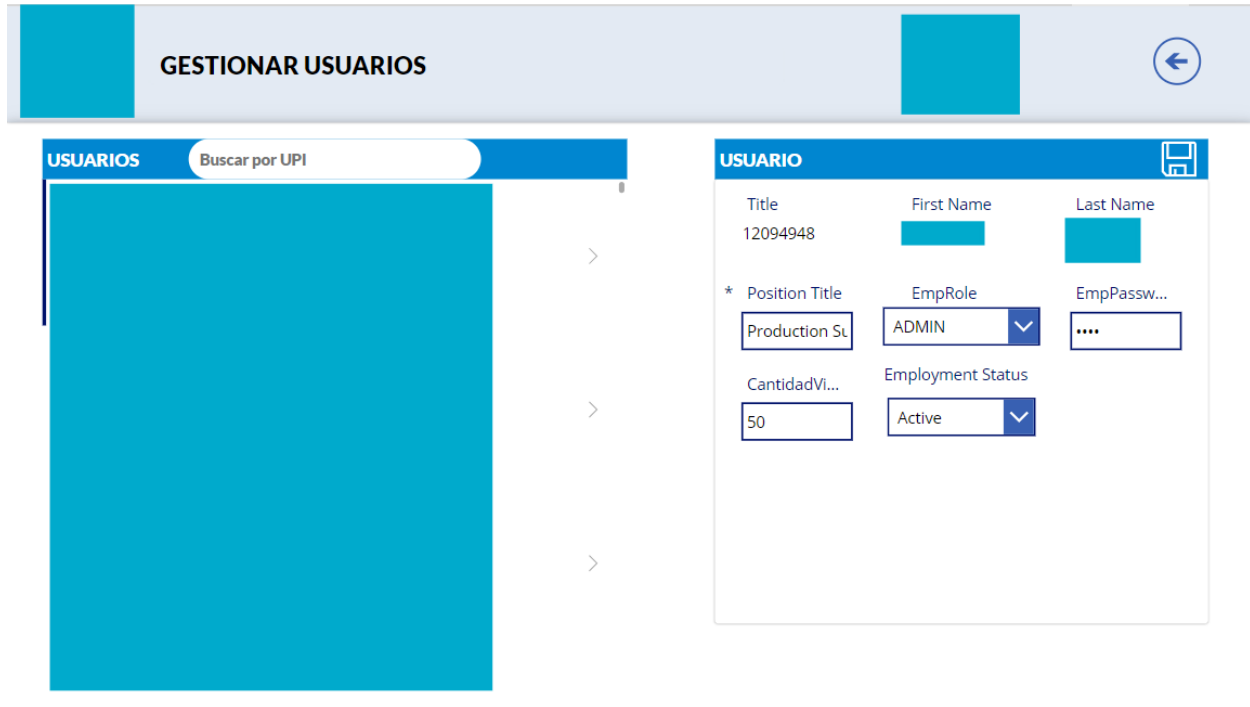 GESTIONAR USUARIOS
USUARIOS
Buscar por UPI
USUARIO
Title
First Name
Last Name
12094948
* Position Title
EmpRole
EmpPassw...
Production Su
ADMIN
••••
CantidadVi...
Employment Status
50
Active